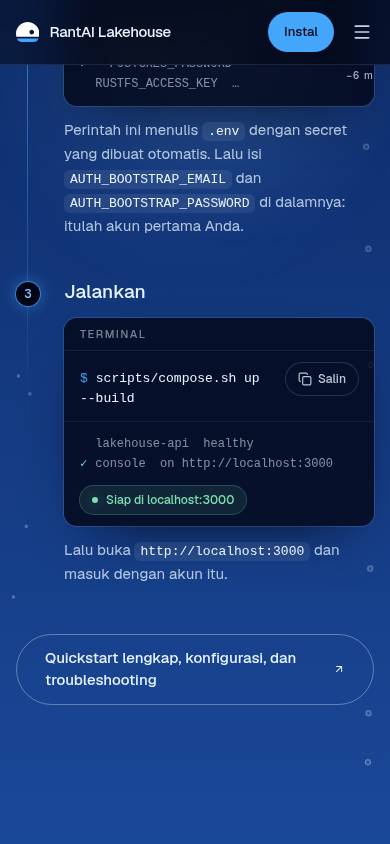 RantAI Lakehouse
Instal
RUSTFS_ACCESS_KEY …
−6 m
Perintah ini menulis .env dengan secret
yang dibuat otomatis. Lalu isi
AUTH_BOOTSTRAP_EMAIL dan
AUTH_BOOTSTRAP_PASSWORD di dalamnya:
itulah akun pertama Anda.
3
Jalankan
TERMINAL
$ scripts/compose.sh up
--build
Salin
lakehouse-api healthy
✓ console on http://localhost:3000
Siap di localhost:3000
Lalu buka http://localhost:3000 dan
masuk dengan akun itu.
Quickstart lengkap, konfigurasi, dan
troubleshooting